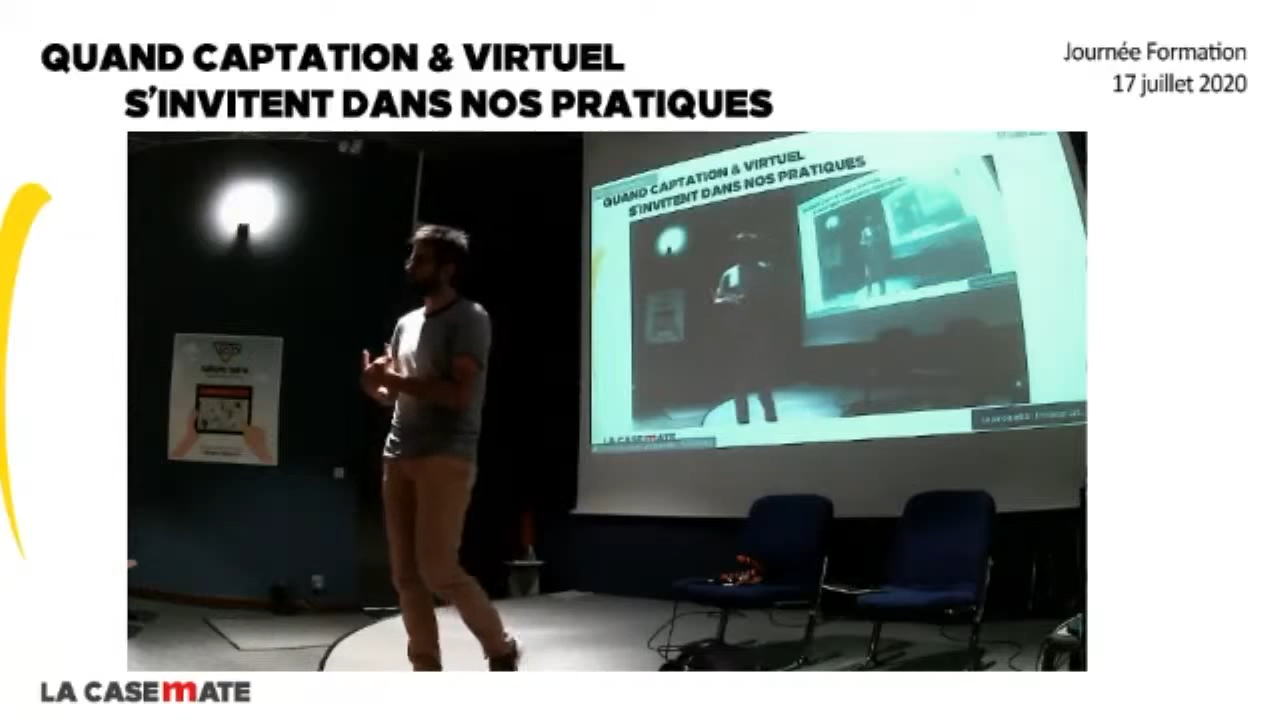 QUAND CAPTATION & VIRTUEL
S'INVITENT DANS NOS PRATIQUES
Journée Formation
17 juillet 2020
QUAND CAPTATION & VIRTUEL
S'INVITENT DANS NOS PRATIQUES
LA CASEMATE
LA CASEMATE